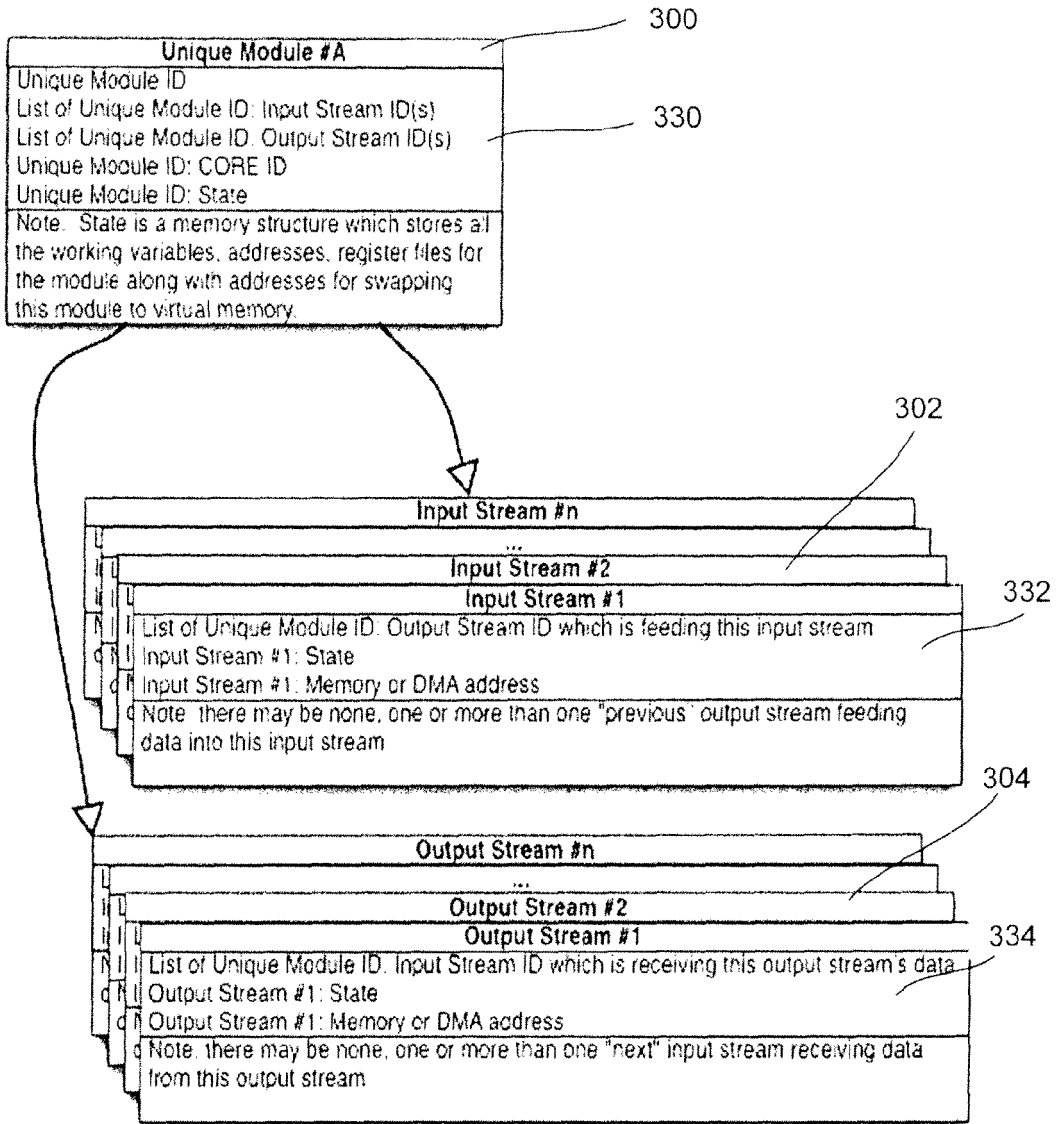 300
Unique Module #A
Unique Module ID
List of Unique Module ID: Input Stream ID(s)
List of Unique Module ID: Output Stream ID(s)
330
Unique Module ID: CORE ID
Unique Module ID: State
Note: State is a memory structure which stores all
the working variables, addresses, register files for
the module along with addresses for swapping
this module to virtual memory.
302
Input Stream #n
...
Input Stream #2
Input Stream #1
332
List of Unique Module ID: Output Stream ID which is feeding this input stream
Input Stream #1: State
Input Stream #1: Memory or DMA address
Note: there may be none, one or more than one "previous" output stream feeding
data into this input stream
304
Output Stream #n
...
Output Stream #2
Output Stream #1
334
List of Unique Module ID: Input Stream ID which is receiving this output stream's data
Output Stream #1: State
Output Stream #1: Memory or DMA address
Note: there may be none, one or more than one "next" input stream receiving data
from this output stream